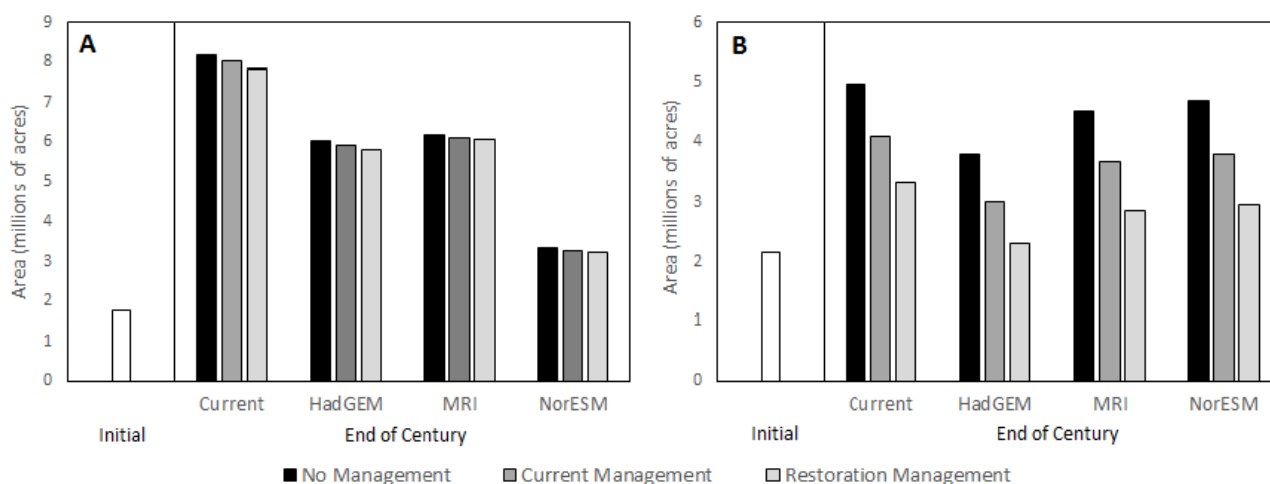 A
Area (millions of acres)
9
8
7
6
5
4
3
2
1
0
Current HadGEM MRI NorESM
Initial End of Century
B
Area (millions of acres)
6
5
4
3
2
1
0
Current HadGEM MRI NorESM
Initial End of Century
No Management Current Management Restoration Management